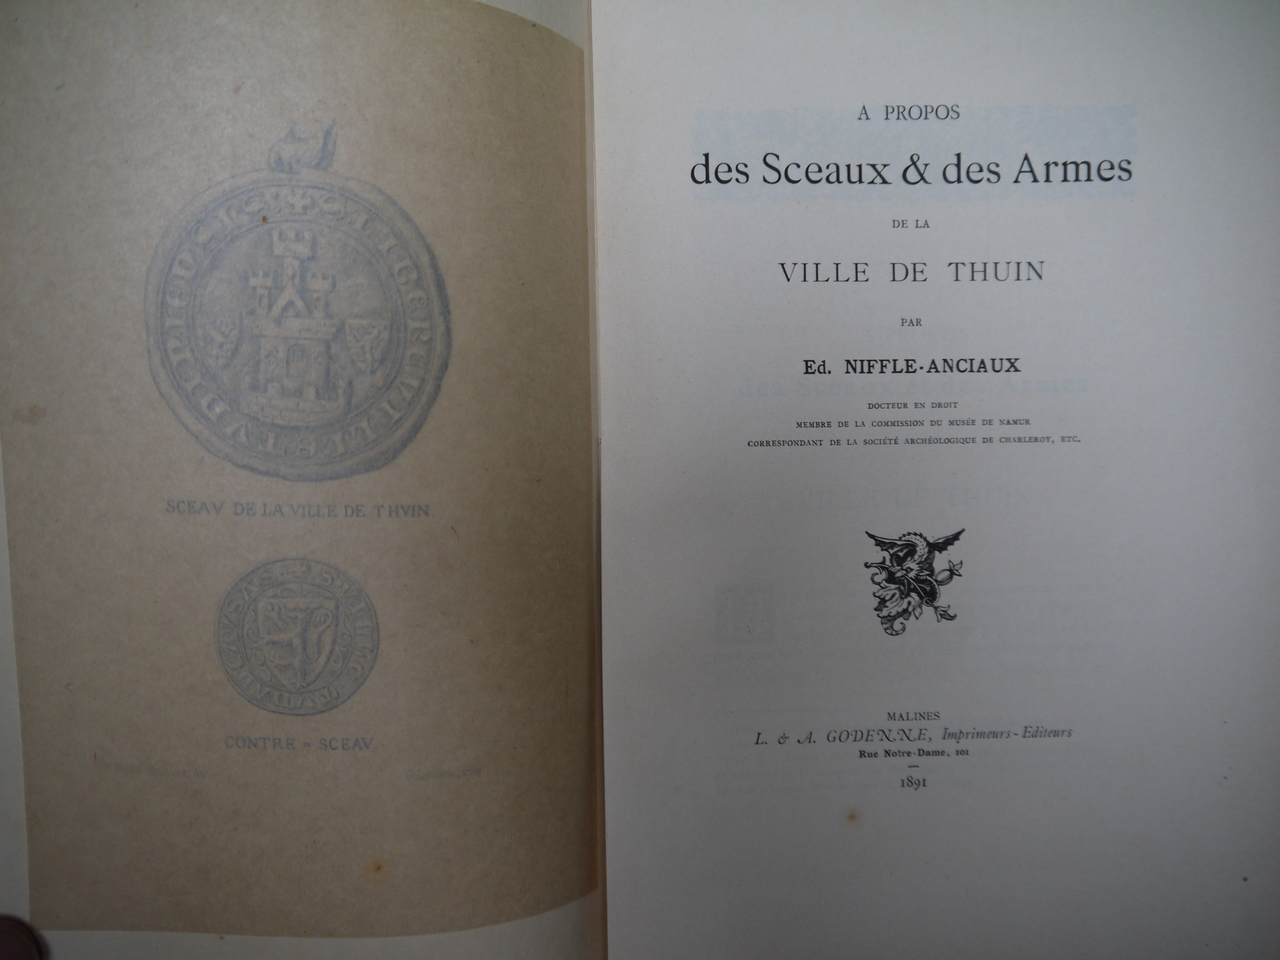 SCEAV DE LA VILLE DE THVIN.
CONTRE = SCEAV.
A PROPOS
des Sceaux & des Armes
DE LA
VILLE DE THUIN
PAR
Ed. NIFFLE-ANCIAUX
DOCTEUR EN DROIT
MEMBRE DE LA COMMISSION DU MUSÉE DE NAMUR
CORRESPONDANT DE LA SOCIÉTÉ ARCHÉOLOGIQUE DE CHARLEROY, ETC.
MALINES
L. & A. GODENNE, Imprimeurs-Editeurs
Rue Notre-Dame, 101
1891